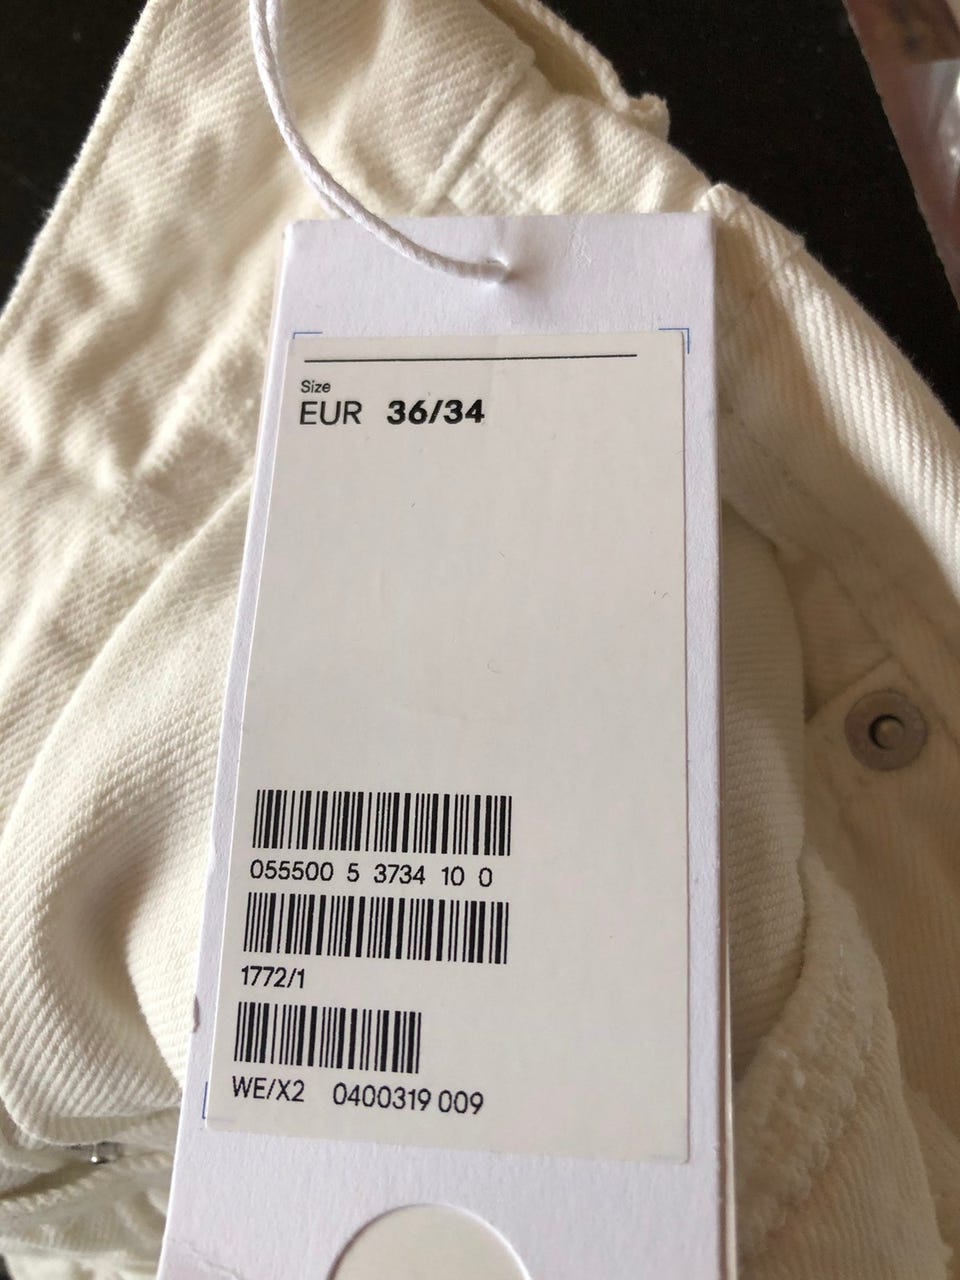 Size
EUR 36/34
055500 5 3734 10 0
1772/1
WE/X2 0400319 009